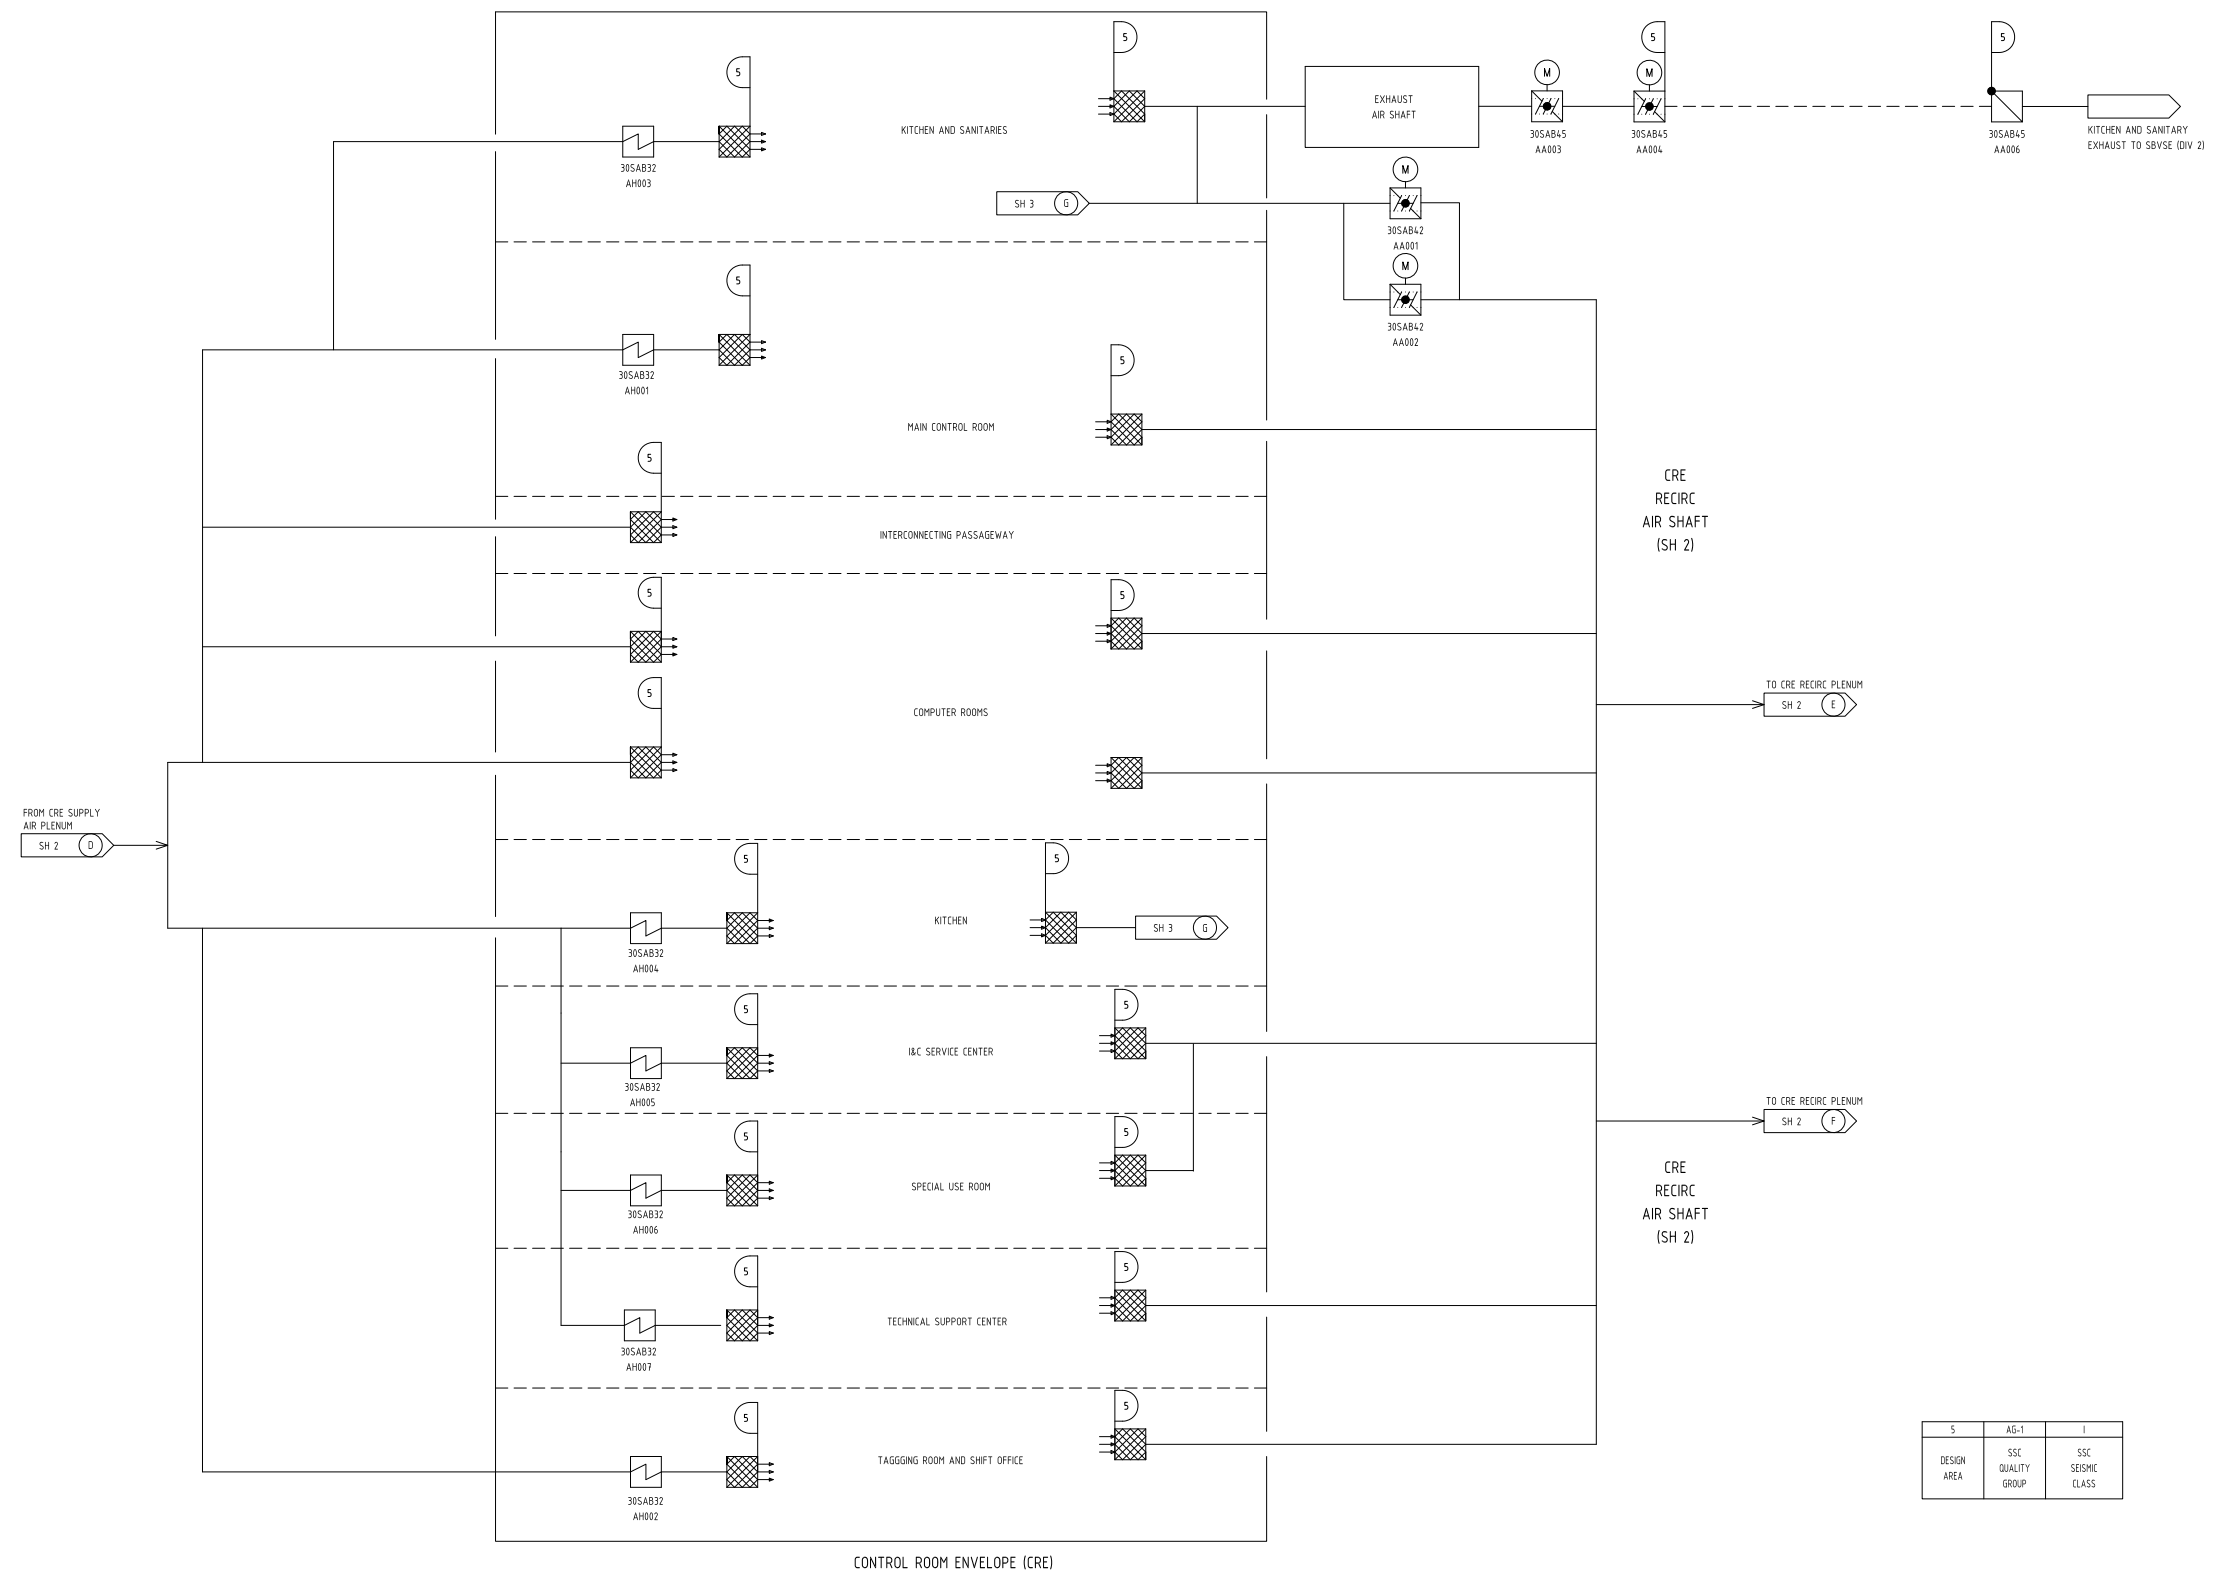 5
5
5
5
M
M
EXHAUST
AIR SHAFT
30SAB45
AA003
30SAB45
AA004
30SAB45
AA006
KITCHEN AND SANITARY
EXHAUST TO SBVSE (DIV 2)
KITCHEN AND SANITARIES
30SAB32
AH003
M
SH 3 G
30SAB42
AA001
M
30SAB42
AA002
5
30SAB32
AH001
5
MAIN CONTROL ROOM
5
CRE
RECIRC
AIR SHAFT
(SH 2)
INTERCONNECTING PASSAGEWAY
5
5
5
COMPUTER ROOMS
TO CRE RECIRC PLENUM
SH 2 E
FROM CRE SUPPLY
AIR PLENUM
SH 2 D
5
5
KITCHEN
SH 3 G
30SAB32
AH004
5
5
I&C SERVICE CENTER
30SAB32
AH005
TO CRE RECIRC PLENUM
SH 2 F
5
5
SPECIAL USE ROOM
30SAB32
AH006
CRE
RECIRC
AIR SHAFT
(SH 2)
5
5
TECHNICAL SUPPORT CENTER
30SAB32
AH007
5
5
TAGGGING ROOM AND SHIFT OFFICE
30SAB32
AH002
5 AG-1 I
DESIGN
AREA
SSC
QUALITY
GROUP
SSC
SEISMIC
CLASS
CONTROL ROOM ENVELOPE (CRE)